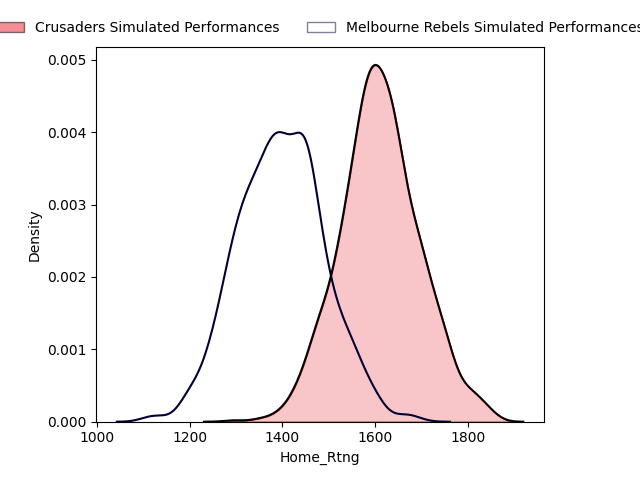 Crusaders Simulated Performances Melbourne Rebels Simulated Performances
0.005
0.004
0.003
0.002
0.001
0.000
Density
1000 1200 1400 1600 1800
Home_Rtng